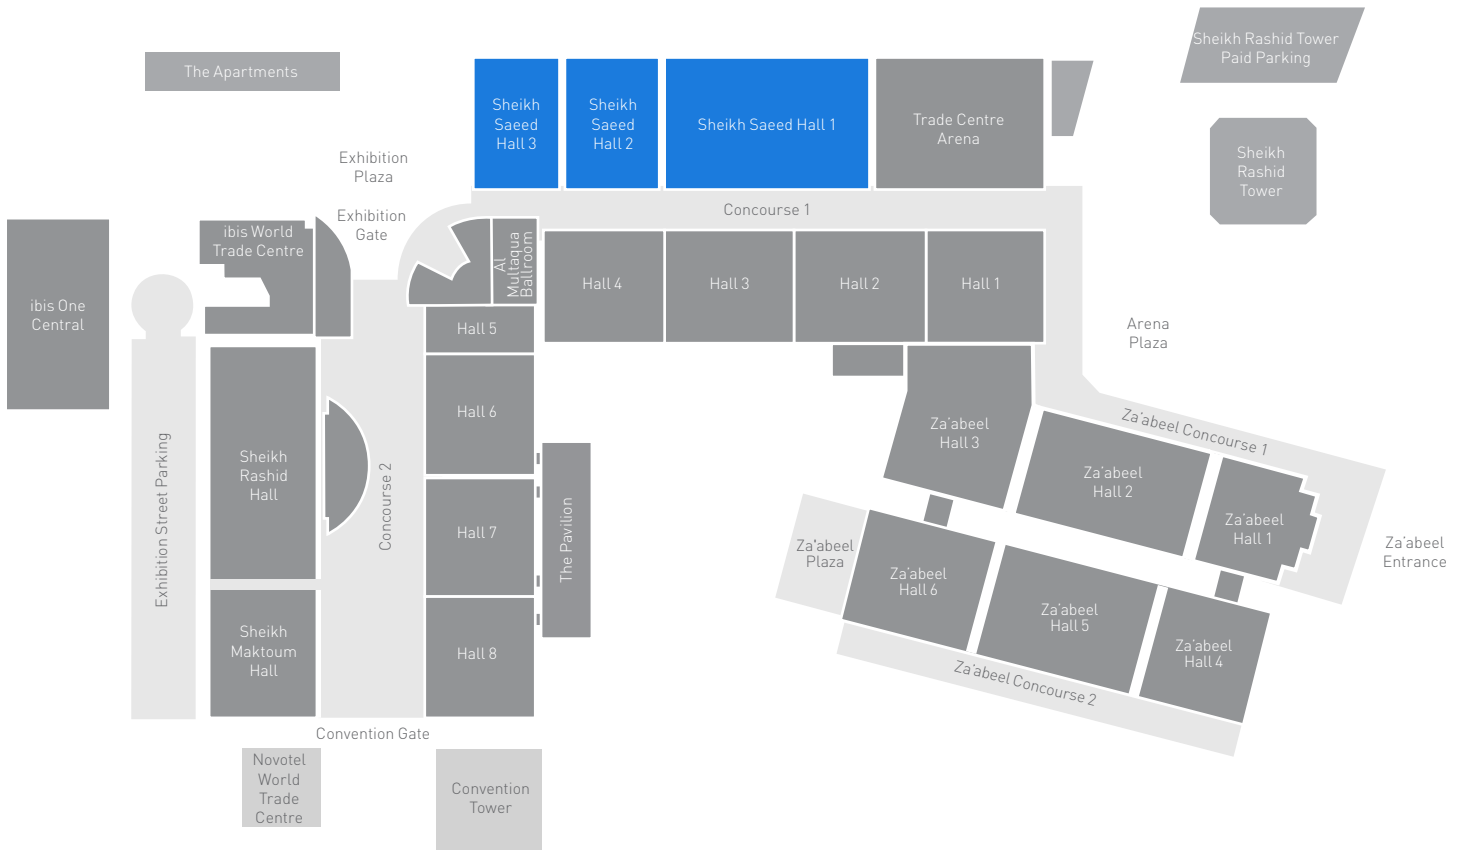 Sheikh Rashid Tower
Paid Parking
The Apartments
Sheikh
Saeed
Hall 3
Sheikh
Saeed
Hall 2
Sheikh Saeed Hall 1
Trade Centre
Arena
Sheikh
Rashid
Tower
Exhibition
Plaza
Exhibition
Gate
Concourse 1
ibis World
Trade Centre
Al
Multaqua
Ballroom
ibis One
Central
Hall 4
Hall 3
Hall 2
Hall 1
Hall 5
Arena
Plaza
Hall 6
Za'abeel
Hall 3
Za'abeel Concourse 1
Exhibition Street Parking
Sheikh
Rashid
Hall
Concourse 2
Za'abeel
Hall 2
Hall 7
The Pavilion
Za'abeel
Plaza
Za'abeel
Hall 1
Za'abeel
Entrance
Za'abeel
Hall 6
Za'abeel
Hall 5
Za'abeel
Hall 4
Sheikh
Maktoum
Hall
Hall 8
Za'abeel Concourse 2
Convention Gate
Novotel
World
Trade
Centre
Convention
Tower